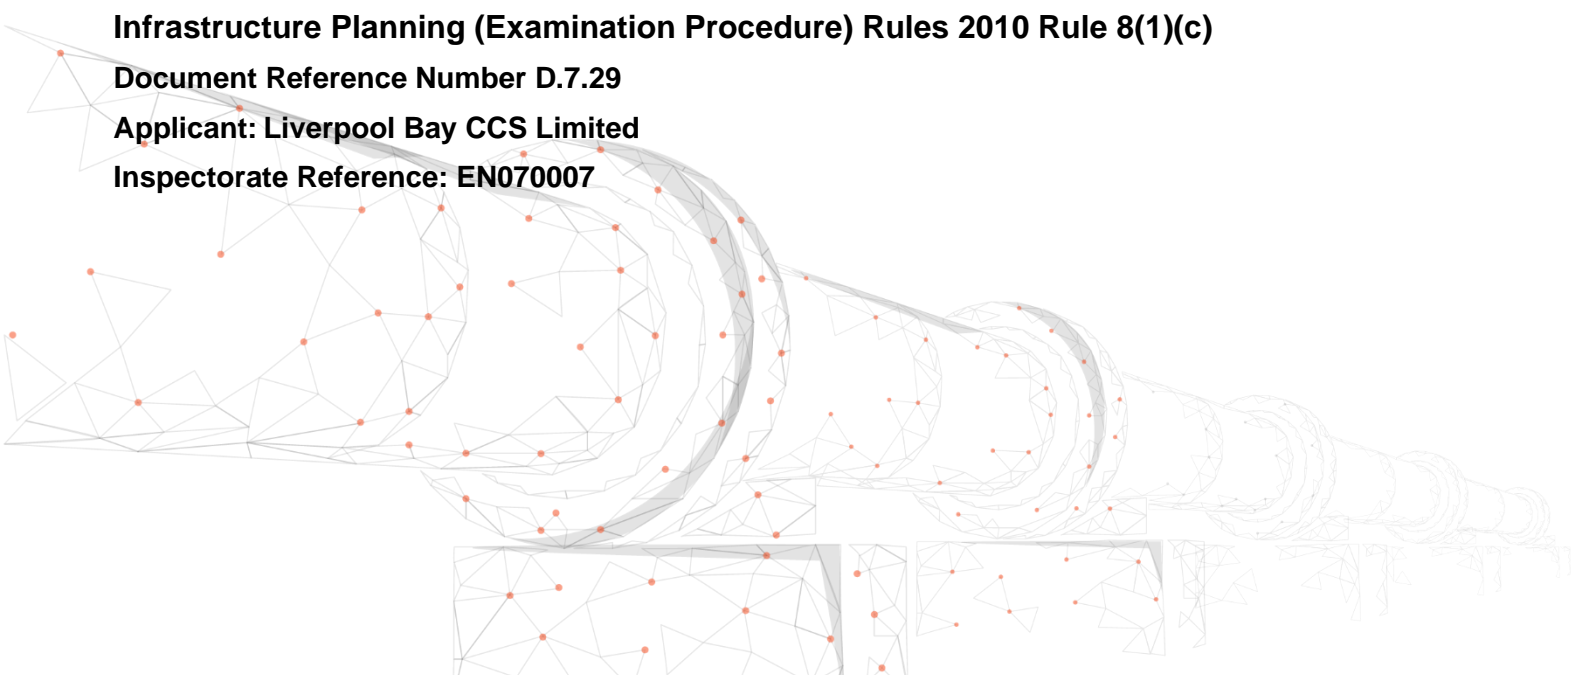 Infrastructure Planning (Examination Procedure) Rules 2010 Rule 8(1)(c)
Document Reference Number D.7.29
Applicant: Liverpool Bay CCS Limited
Inspectorate Reference: EN070007